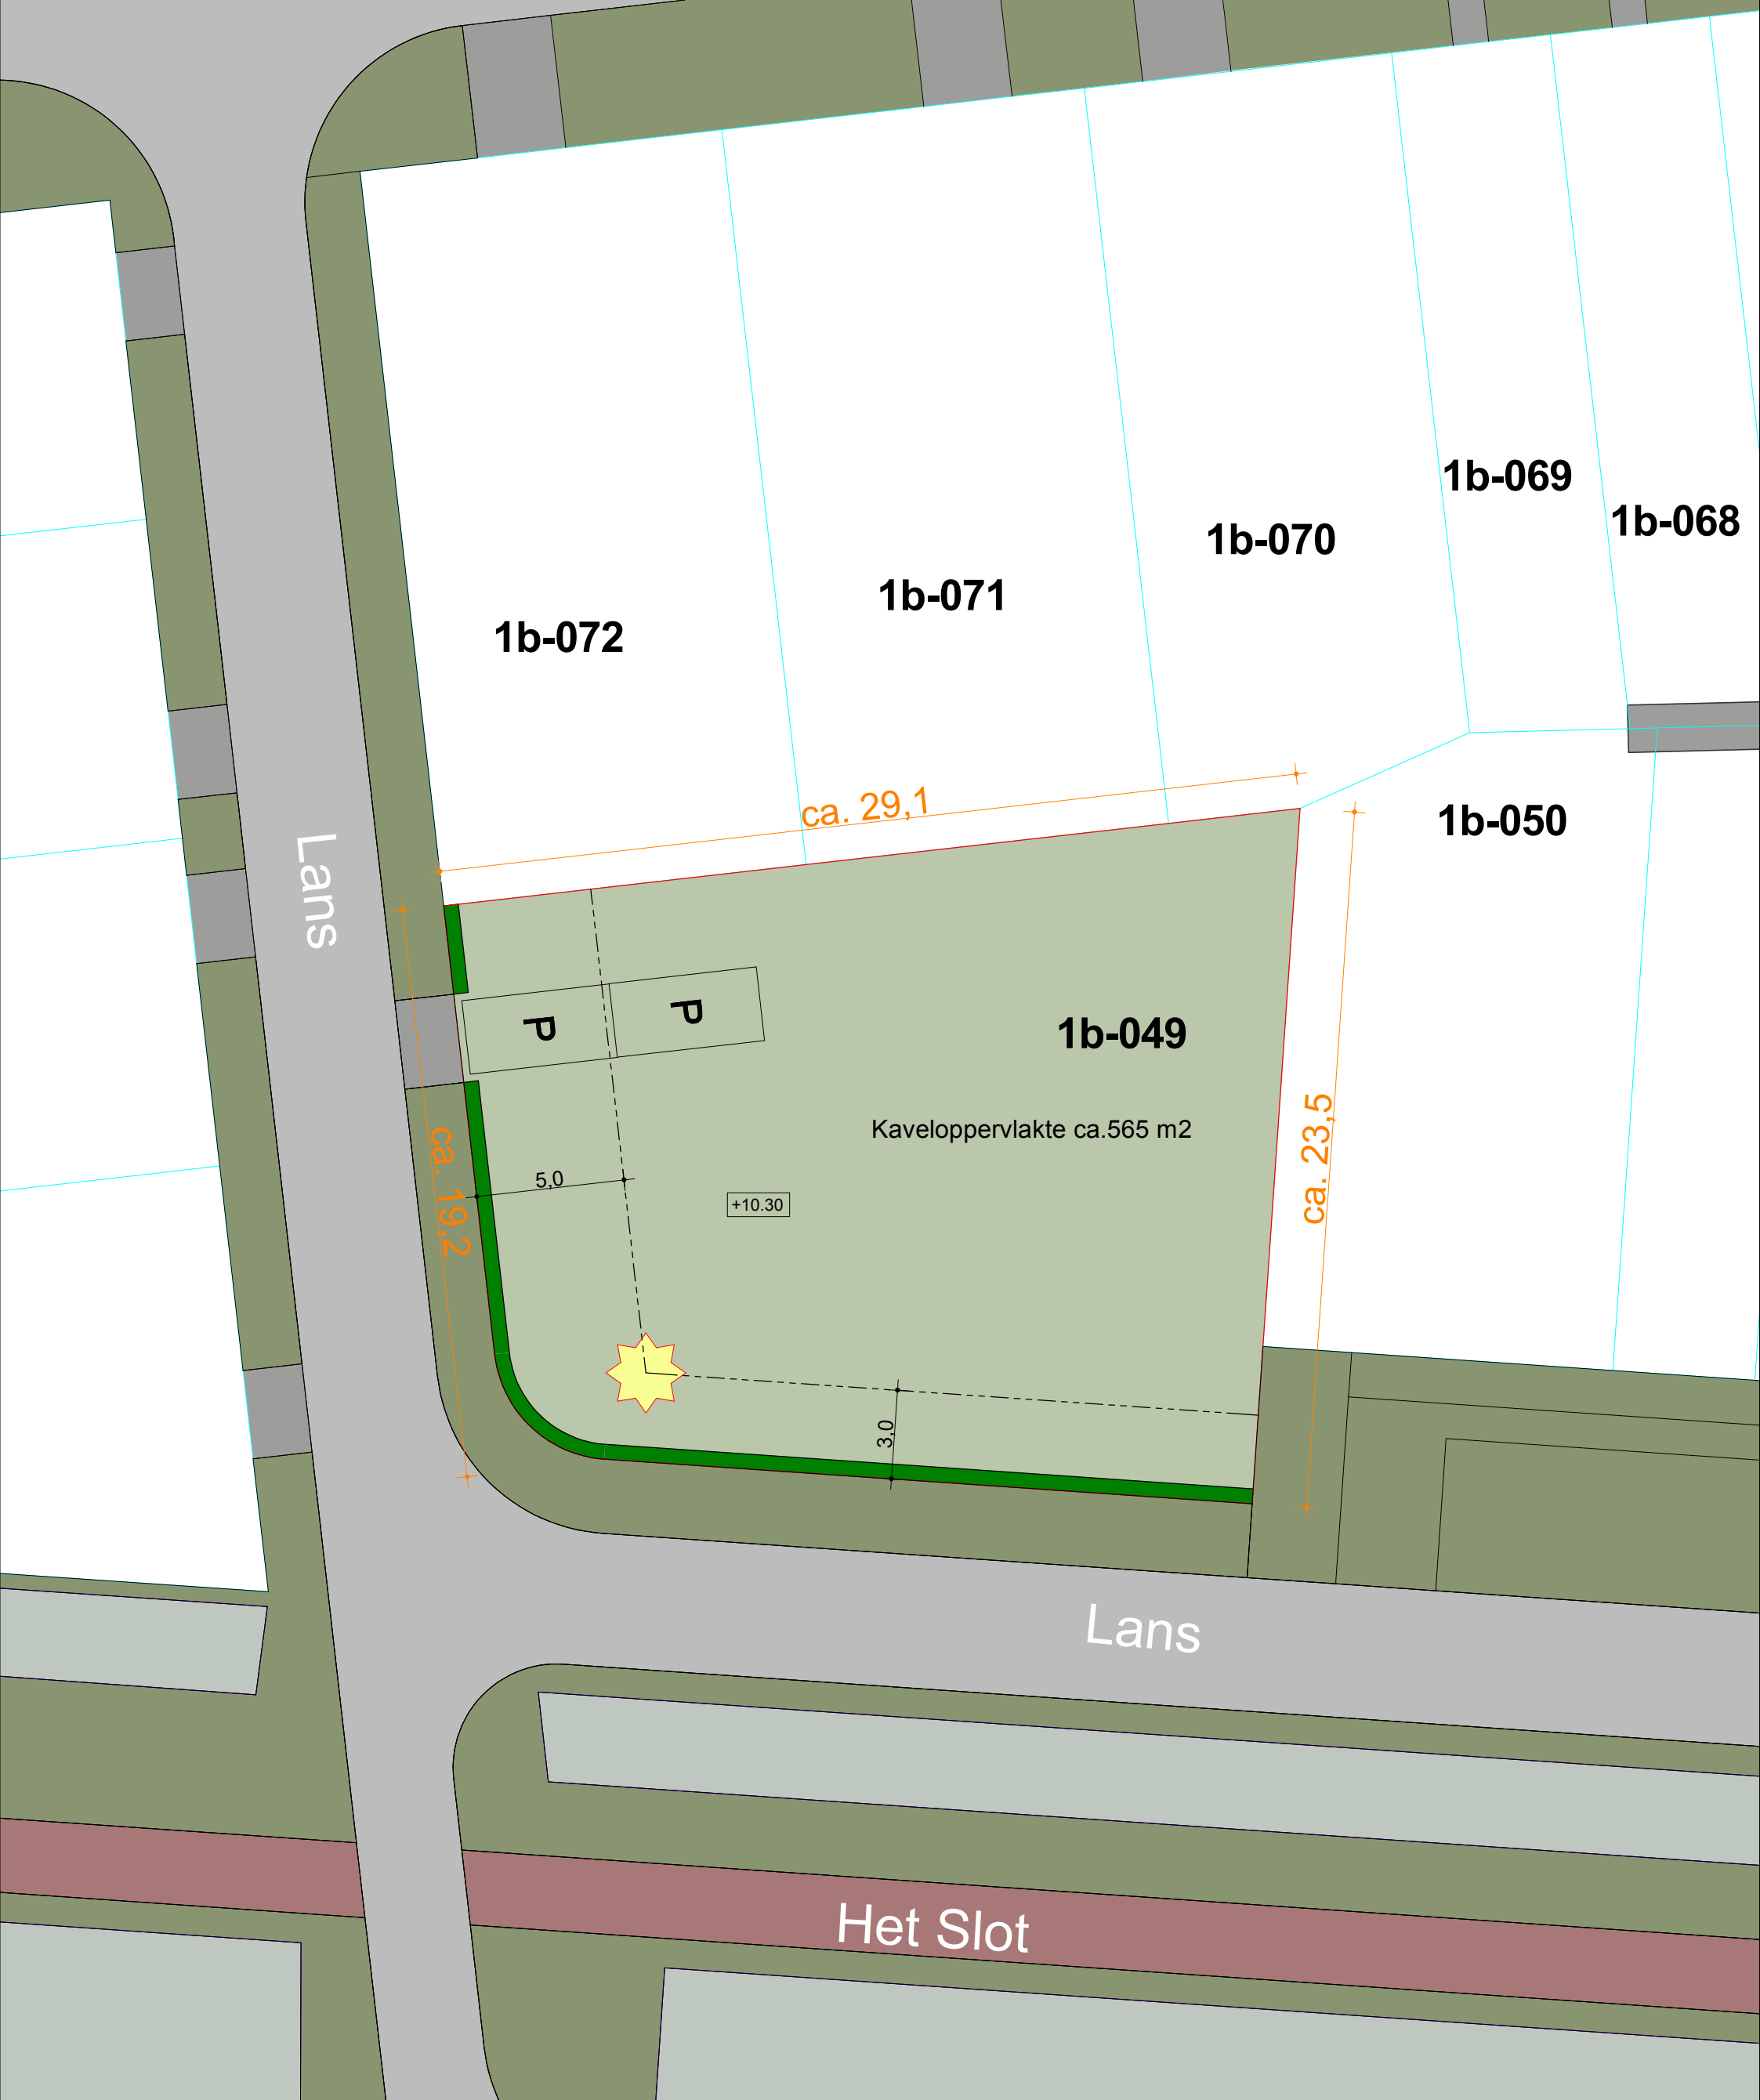 1b-069
1b-068
1b-070
1b-071
1b-072
ca. 29,1
1b-050
Lans
P
P
1b-049
Kaveloppervlakte ca.565 m2
ca. 23,5
ca. 19,2
5,0
+10.30
3,0
Lans
Het Slot